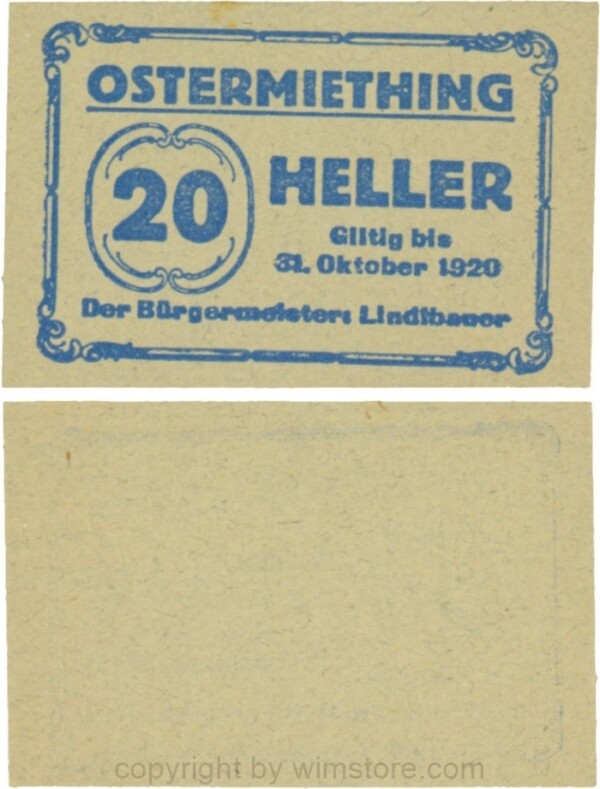 OSTERMIETHING
20
HELLER
Giltig bis
31. Oktober 1920
Der Bürgermeister: Lindlbauer
copyright by wimstore.com